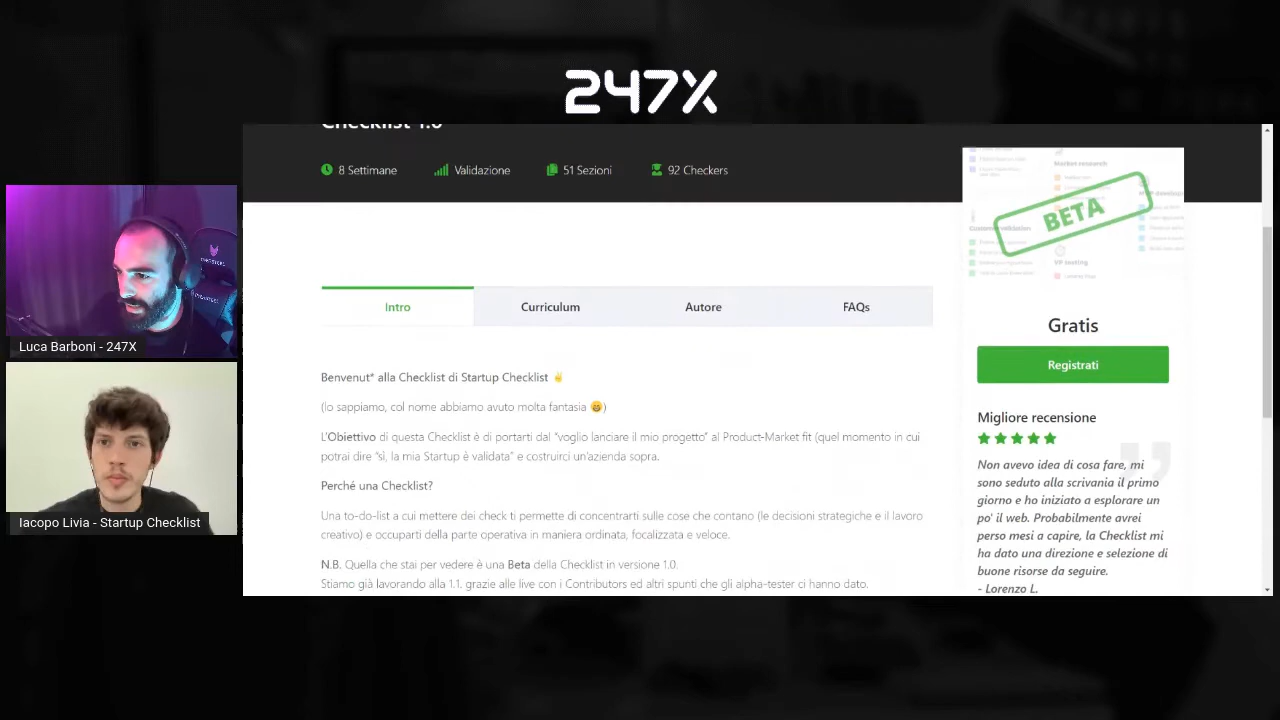 247X
Checklist 1.0
8 Settimane
Validazione
51 Sezioni
92 Checkers
Market research
Customer validation
VP testing
BETA
Luca Barboni - 247X
Iacopo Livia - Startup Checklist
Intro
Curriculum
Autore
FAQs
Benvenut* alla Checklist di Startup Checklist ✌
(lo sappiamo, col nome abbiamo avuto molta fantasia 😁)
L'Obiettivo di questa Checklist è di portarti dal "voglio lanciare il mio progetto" al Product-Market fit (quel momento in cui
potrai dire "sì, la mia Startup è validata" e costruirci un'azienda sopra.
Perché una Checklist?
Una to-do-list a cui mettere dei check ti permette di concentrarti sulle cose che contano (le decisioni strategiche e il lavoro
creativo) e occuparti della parte operativa in maniera ordinata, focalizzata e veloce.
N.B. Quella che stai per vedere è una Beta della Checklist in versione 1.0.
Stiamo già lavorando alla 1.1. grazie alle live con i Contributors ed altri spunti che gli alpha-tester ci hanno dato.
Gratis
Registrati
Migliore recensione
Non avevo idea di cosa fare, mi
sono seduto alla scrivania il primo
giorno e ho iniziato a esplorare un
po' il web. Probabilmente avrei
perso mesi a capire, la Checklist mi
ha dato una direzione e selezione di
buone risorse da seguire.
- Lorenzo L.